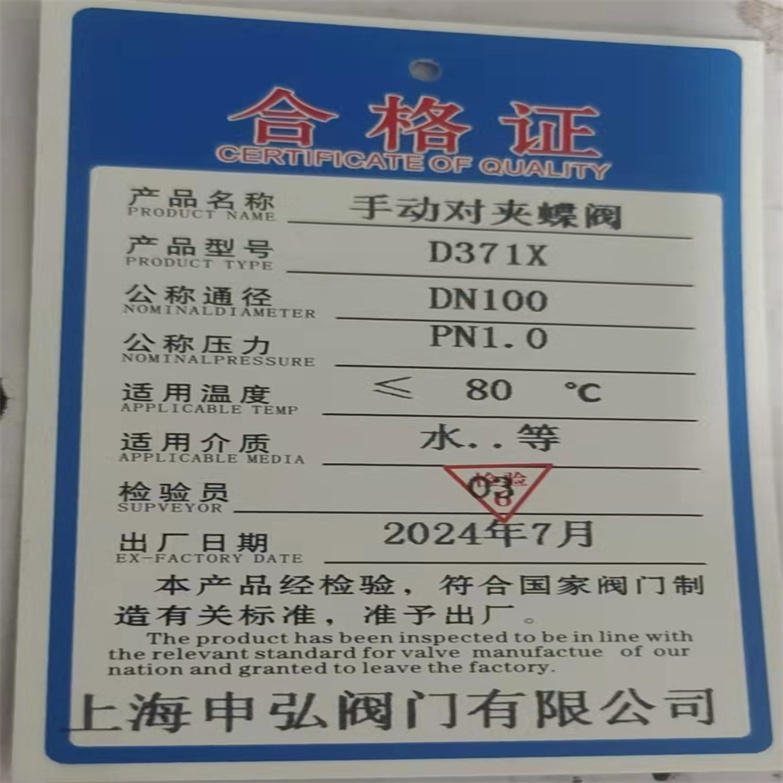 合格证
CERTIFICATE OF QUALITY
产品名称 手动对夹蝶阀
PRODUCT NAME
产品型号 D371X
PRODUCT TYPE
公称通径 DN100
NOMINALDIAMETER
公称压力 PN1.0
NOMINALPRESSURE
适用温度 ≤ 80 ℃
APPLICABLE TEMP
适用介质 水..等
APPLICABLE MEDIA
检验员 03
SUPVEYOR
检验
出厂日期 2024年7月
EX-FACTORY DATE
本产品经检验，符合国家阀门制
造有关标准，准予出厂。
The product has been inspected to be in line with
the relevant standard for valve manufactue of our
nation and granted to leave the factory.
上海申弘阀门有限公司